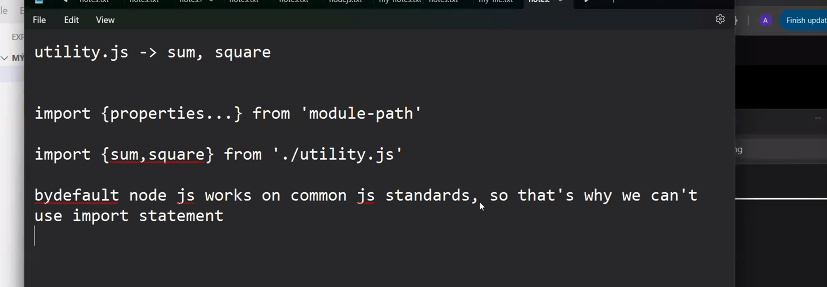 File Edit View
A Finish updat
utility.js -> sum, square
import {properties...} from 'module-path'
import {sum,square} from './utility.js'
bydefault node js works on common js standards, so that's why we can't
use import statement